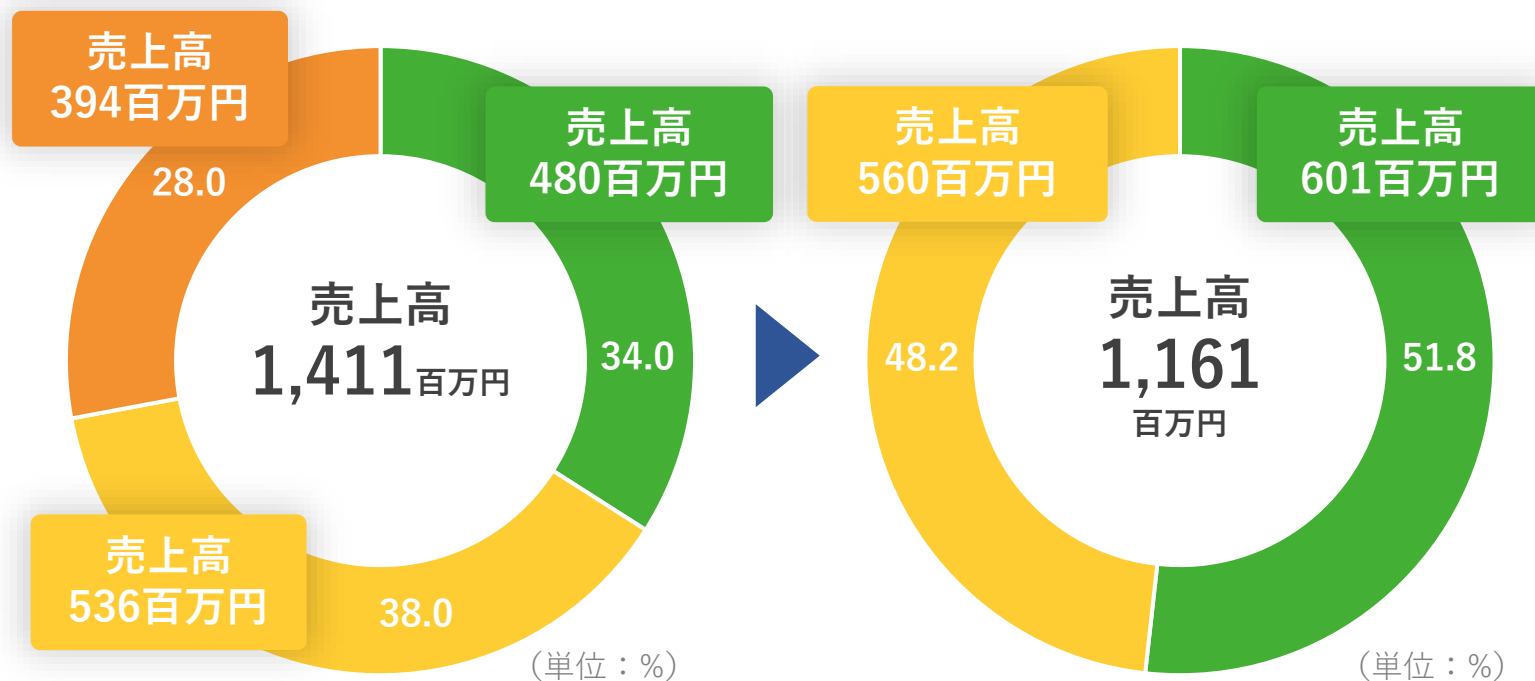 売上高
394百万円
28.0
売上高
480百万円
34.0
売上高
1,411百万円
売上高
536百万円
38.0
（単位：%）
売上高
560百万円
48.2
売上高
601百万円
51.8
売上高
1,161
百万円
（単位：%）